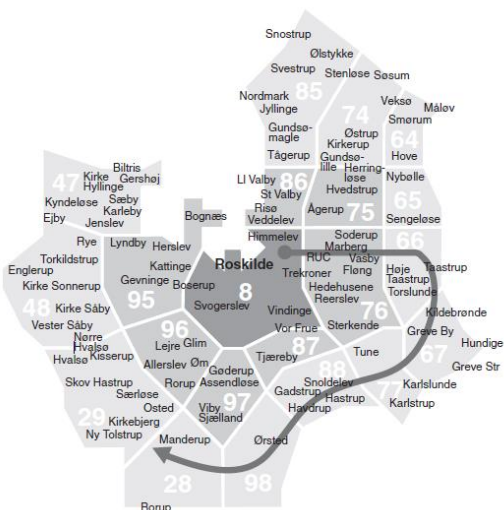 Snostrup
Ølstykke
Svestrup
Stenløse
Søsum
85
Nordmark
Jyllinge
Veksø
Måløv
74
Smørum
Gundsø-
magle
Østrup
64
Kirkerup
Tågerup
Gundsø-
lille
Hove
Herring-
løse
Biltris
47
Kirke
Hyllinge
Gershøj
Ll Valby
86
Hvedstrup
Nybølle
65
St Valby
Kyndeløse
Sæby
Karleby
Risø
Ågerup
75
Sengeløse
Ejby
Jenslev
Bognæs
Veddelev
Himmelev
Soderup
66
Rye
Lyndby
Herslev
Marbjerg
Torkildstrup
Roskilde
RUC
Vasby
Høje
Taastrup
Taastrup
Englerup
Kattinge
Trekroner
Fløng
Kirke Sonnerup
Gevninge
Boserup
8
Hedehusene
Torslunde
48
95
Svogerslev
Reerslev
76
Kirke Såby
Vindinge
Kildebrønde
Vester Såby
96
Sterkende
Greve By
Nørre
Hvalsø
Lejre
Glim
Vor Frue
87
67
Hundige
Hvalsø
Kisserup
Tjæreby
Tune
Greve Str
Allerslev
Øm
Gøderup
88
Skov Hastrup
Rorup
Assendløse
Snoldelev
77
Karlslunde
Særløse
97
Gadstrup
Hastrup
Karlstrup
29
Osted
Viby
Sjælland
Havdrup
Kirkebjerg
Ny Tolstrup
Manderup
Ørsted
28
98
Borup